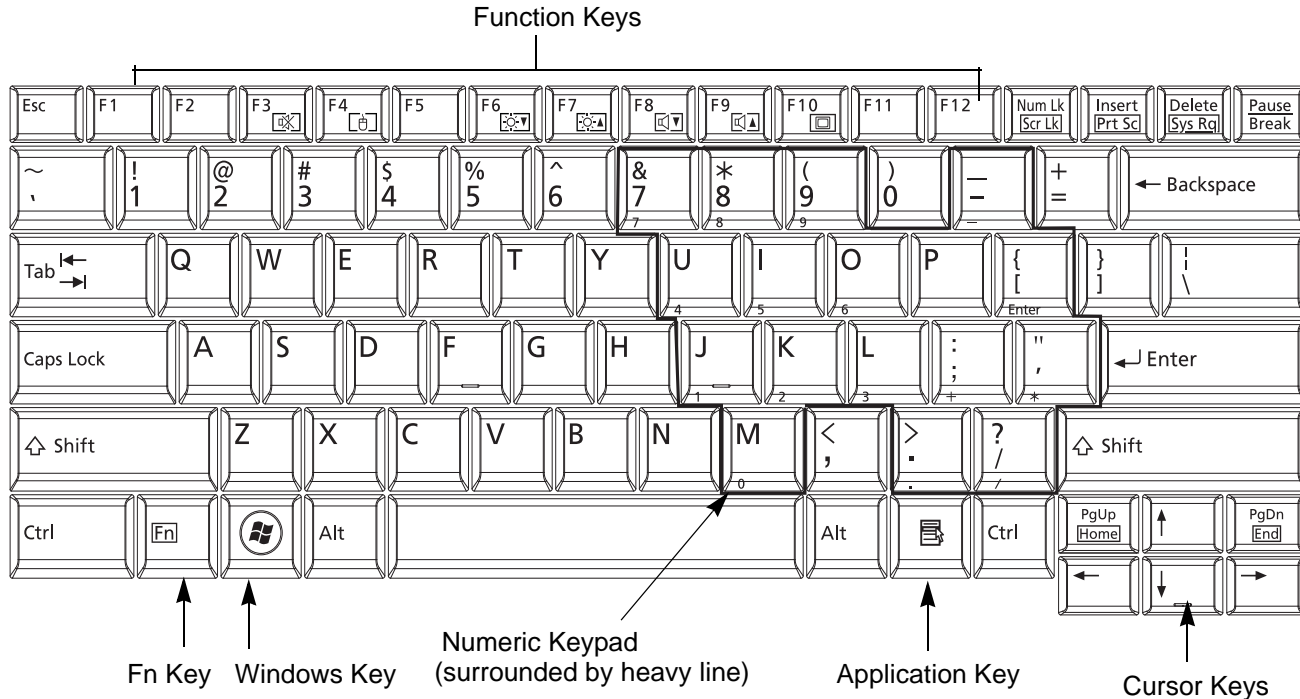 Function Keys
Esc F1 F2 F3 F4 F5 F6 F7 F8 F9 F10 F11 F12 Num Lk Insert Delete Pause
Scr Lk Prt Sc Sys Rq Break
~ ! @ # $ % ^ & * ( ) — +
` 1 2 3 4 5 6 7 8 9 0 - = Backspace
7 8 9 –
Tab Q W E R T Y U I O P { } ¦
[ ] \
4 5 6 Enter
Caps Lock A S D F G H J K L : " Enter
; '
1 2 3 + *
Shift Z X C V B N M < > ? Shift
, . /
0 . /
Ctrl Fn Alt Alt Ctrl PgUp PgDn
Home End
Fn Key Windows Key Numeric Keypad Application Key Cursor Keys
(surrounded by heavy line)